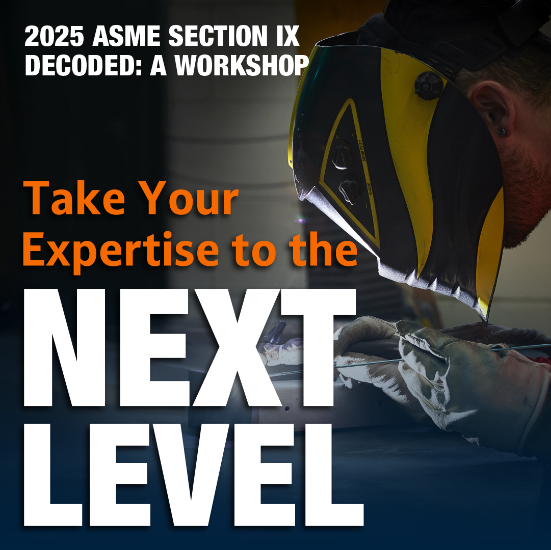 2025 ASME SECTION IX
DECODED: A WORKSHOP
Take Your
Expertise to the
NEXT
LEVEL